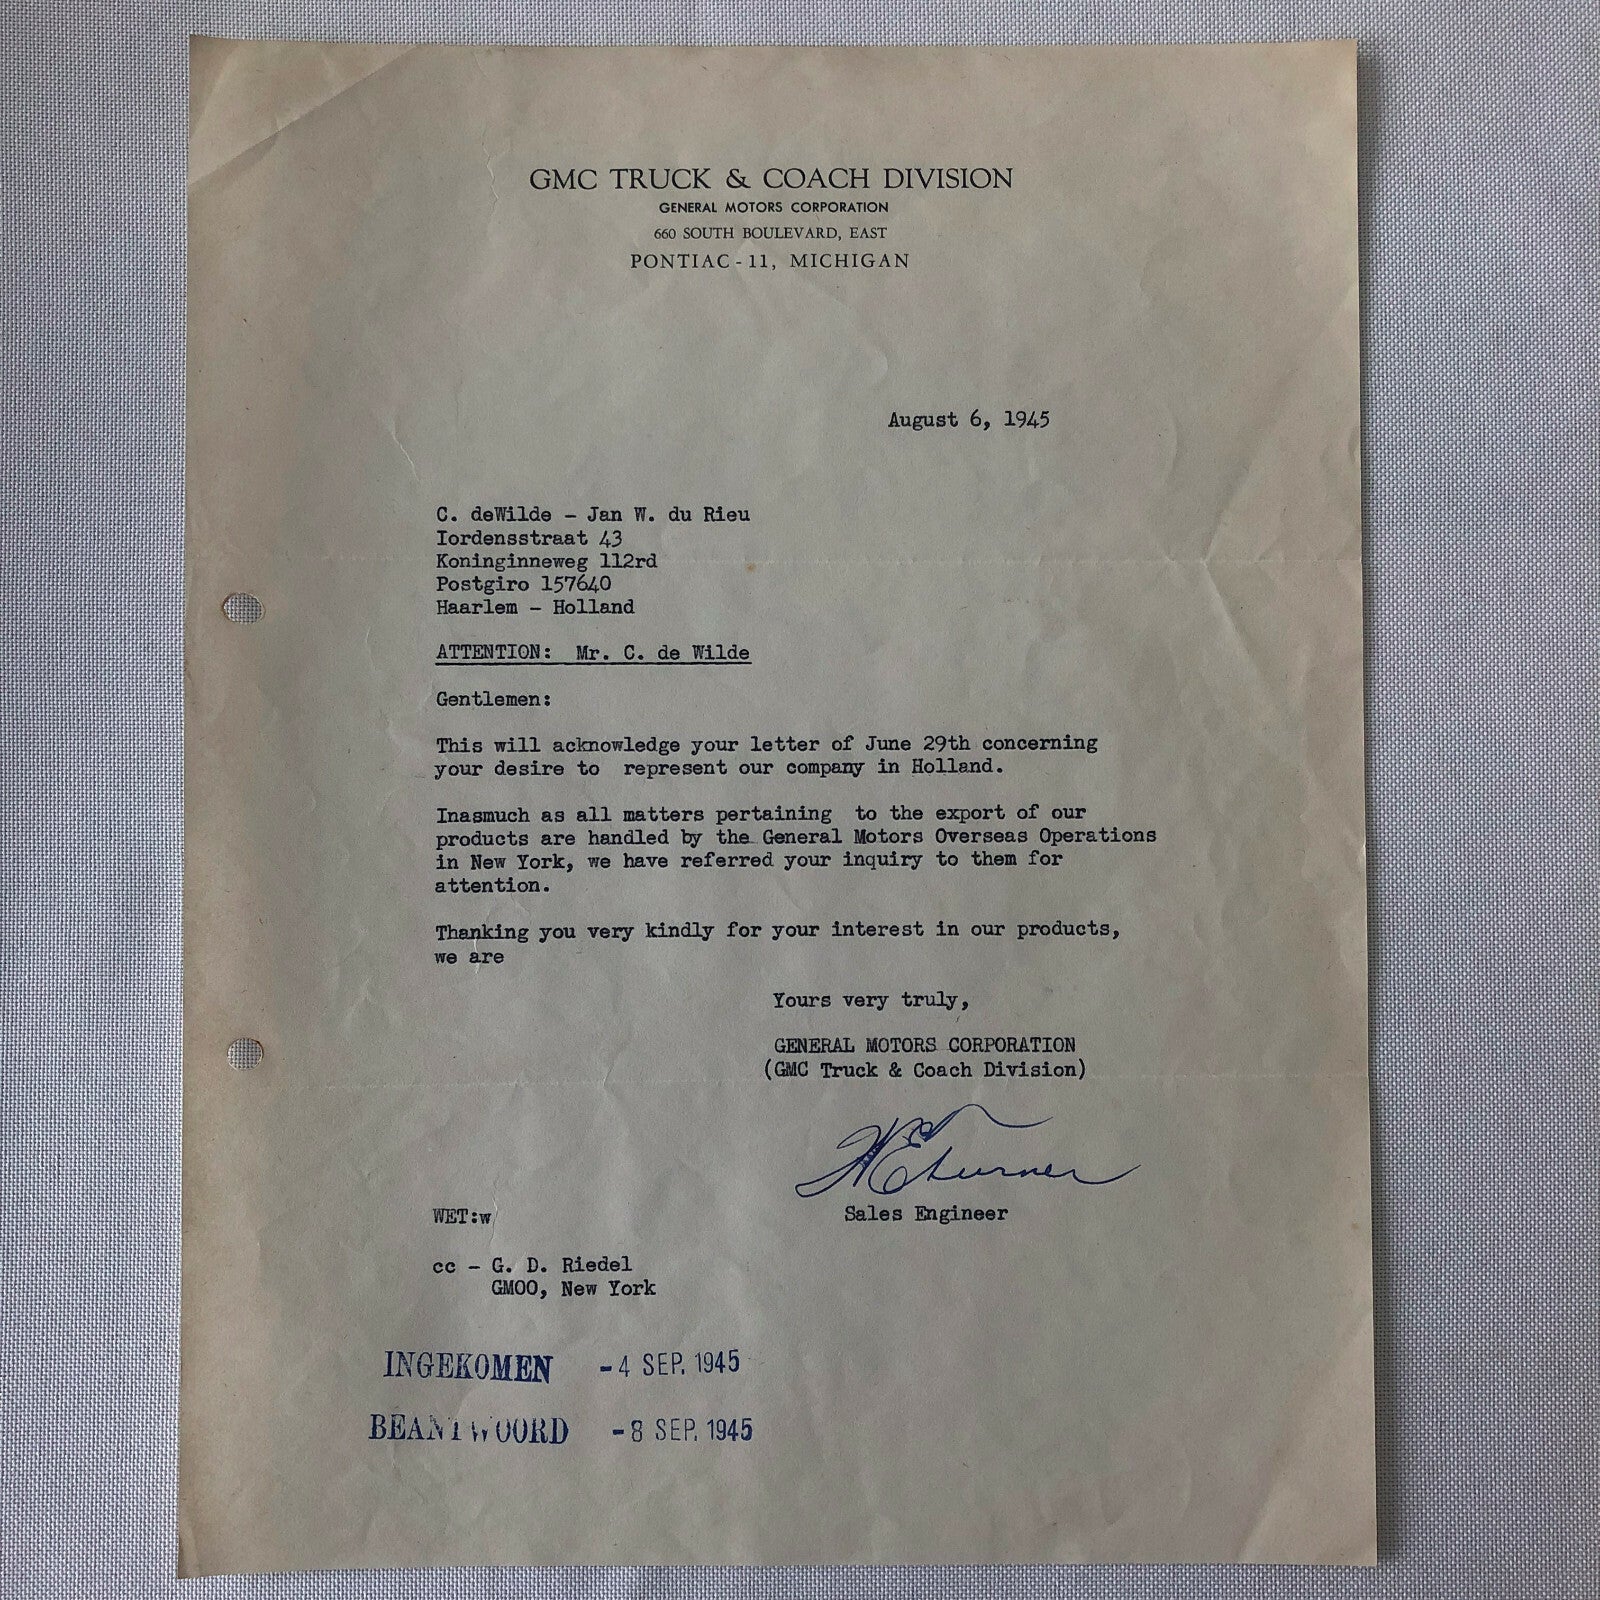 GMC TRUCK & COACH DIVISION
GENERAL MOTORS CORPORATION
660 SOUTH BOULEVARD, EAST
PONTIAC - 11, MICHIGAN
August 6, 1945
C. deWilde - Jan W. du Rieu
Iordensstraat 43
Koninginneweg 112rd
Postgiro 157640
Haarlem - Holland
ATTENTION: Mr. C. de Wilde
Gentlemen:
This will acknowledge your letter of June 29th concerning
your desire to represent our company in Holland.
Inasmuch as all matters pertaining to the export of our
products are handled by the General Motors Overseas Operations
in New York, we have referred your inquiry to them for
attention.
Thanking you very kindly for your interest in our products,
we are
Yours very truly,
GENERAL MOTORS CORPORATION
(GMC Truck & Coach Division)
WETurner
Sales Engineer
WET:w
cc - G. D. Riedel
GMOO, New York
INGEKOMEN -4 SEP. 1945
BEANTWOORD -8 SEP. 1945